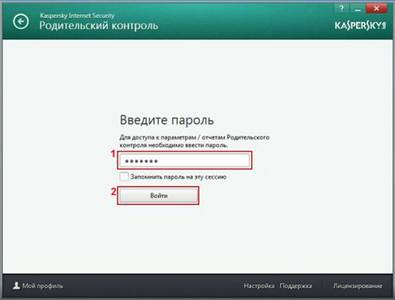 Kaspersky Internet Security
Родительский контроль
KASPERSKY
Введите пароль
Для доступа к параметрам / отчетам Родительского
контроля необходимо ввести пароль.
1
•••••••
Запомнить пароль на эту сессию
2 Войти
Мой профиль Настройка Поддержка Лицензирование